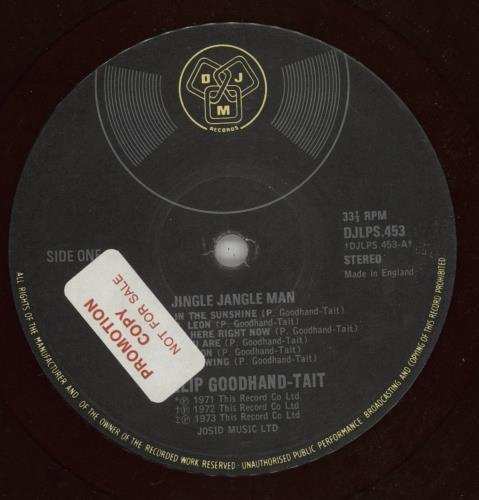 D J
M
RECORDS
33⅓ RPM
DJLPS.453
†DJLPS.453-A†
STEREO
Made in England
SIDE ONE
PROMOTION
COPY
NOT FOR SALE
JINGLE JANGLE MAN
IN THE SUNSHINE (P. Goodhand-Tait)
LEON (P. Goodhand-Tait)
HERE RIGHT NOW (P. Goodhand-Tait)
ARE (P. Goodhand-Tait)
(P. Goodhand-Tait)
(P. Goodhand-Tait)
GOODHAND-TAIT
*℗ 1971 This Record Co Ltd
†℗ 1972 This Record Co Ltd
‡℗ 1973 This Record Co Ltd
JOSID MUSIC LTD
ALL RIGHTS OF THE MANUFACTURER AND OF THE OWNER OF THE RECORDED WORK RESERVED · UNAUTHORISED PUBLIC PERFORMANCE BROADCASTING AND COPYING OF THIS RECORD PROHIBITED